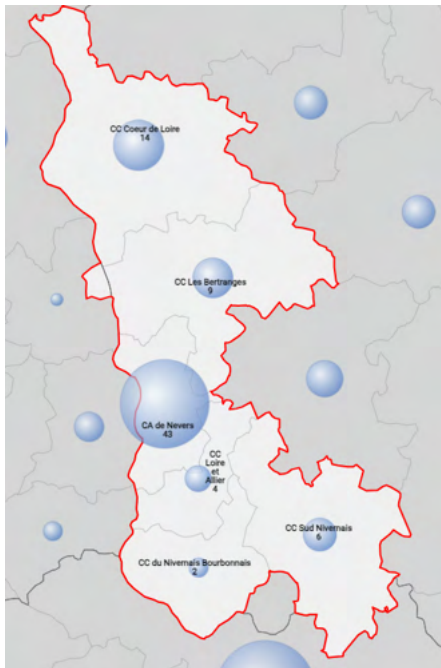 CC Coeur de Loire
14
CC Les Bertranges
9
CA de Nevers
43
CC
Loire
et
Allier
4
CC Sud Nivernais
6
CC du Nivernais Bourbonnais
2